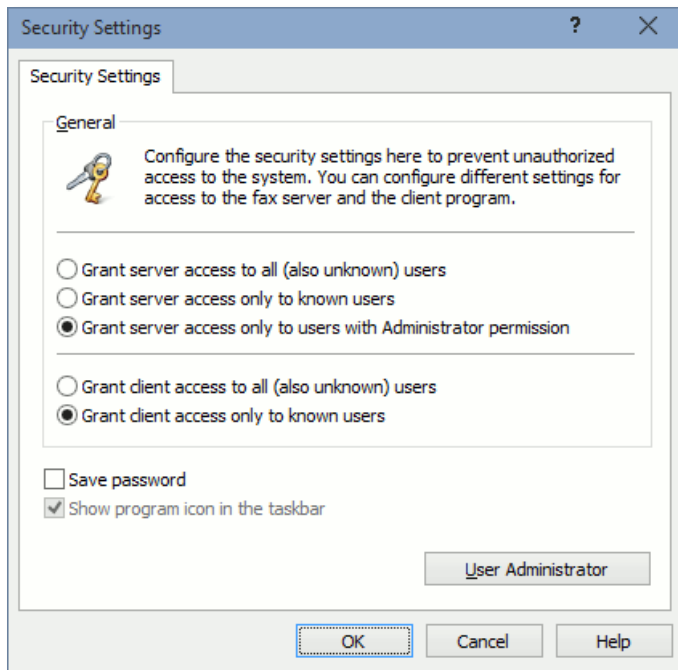 Security Settings ?
Security Settings
General
Configure the security settings here to prevent unauthorized
access to the system. You can configure different settings for
access to the fax server and the client program.
Grant server access to all (also unknown) users
Grant server access only to known users
Grant server access only to users with Administrator permission
Grant client access to all (also unknown) users
Grant client access only to known users
Save password
Show program icon in the taskbar
User Administrator
OK Cancel Help